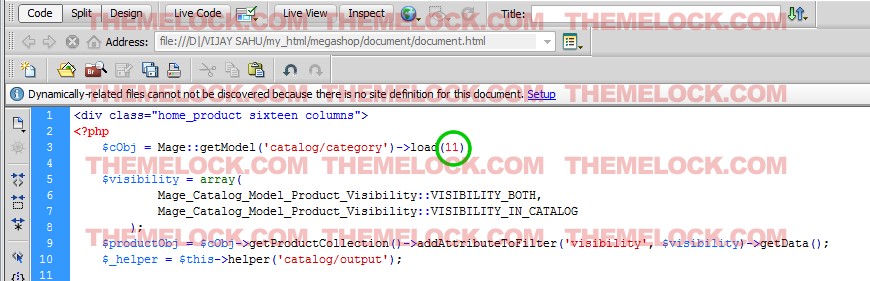 Code Split Design Live Code Live View Inspect Title:
THEMELOCK.COM THEMELOCK.COM THEMELOCK.COM
Address: file:///D|/VIJAY SAHU/my_html/megashop/document/document.html
THEMELOCK.COM THEMELOCK.COM THEMELOCK.COM
Dynamically-related files cannot be discovered because there is no site definition for this document. Setup
1 <div class="home_product sixteen columns">
2 <?php
3 $cObj = Mage::getModel('catalog/category')->load(11)
THEMELOCK.COM THEMELOCK.COM THEMELOCK.COM
4
5 $visibility = array(
6 Mage_Catalog_Model_Product_Visibility::VISIBILITY_BOTH,
7 Mage_Catalog_Model_Product_Visibility::VISIBILITY_IN_CATALOG
8 );
THEMELOCK.COM THEMELOCK.COM THEMELOCK.COM
9 $productObj = $cObj->getProductCollection()->addAttributeToFilter('visibility', $visibility)->getData();
10 $_helper = $this->helper('catalog/output');
11